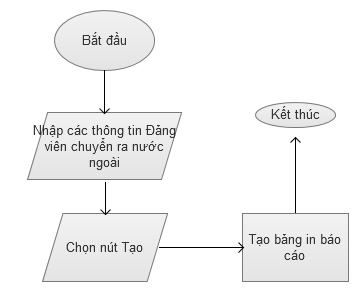 Bắt đầu
Nhập các thông tin Đảng
viên chuyển ra nước
ngoài
Chọn nút Tạo
Tạo bảng in báo
cáo
Kết thúc